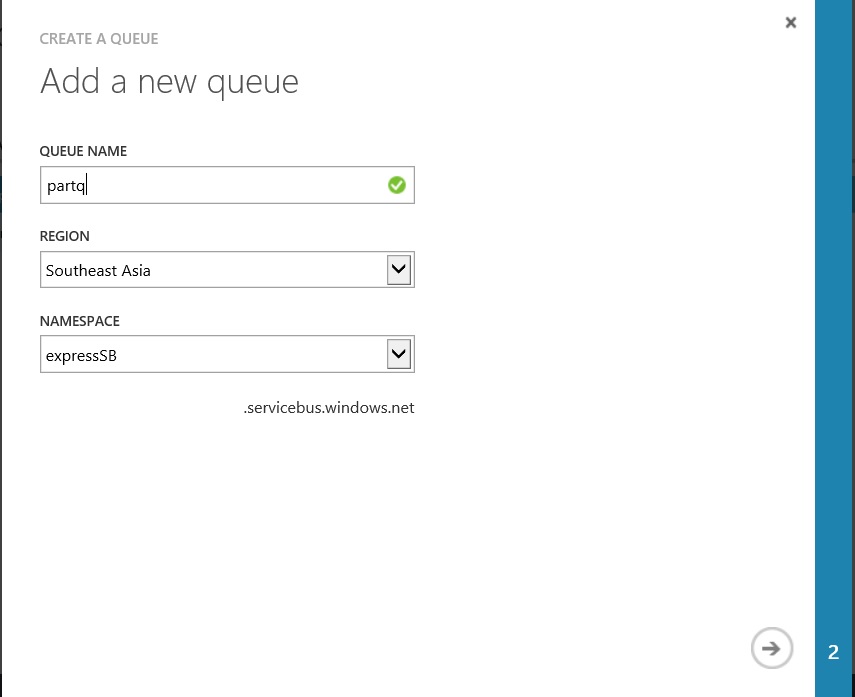 CREATE A QUEUE
Add a new queue
QUEUE NAME
partq
REGION
Southeast Asia
NAMESPACE
expressSB
.servicebus.windows.net
2